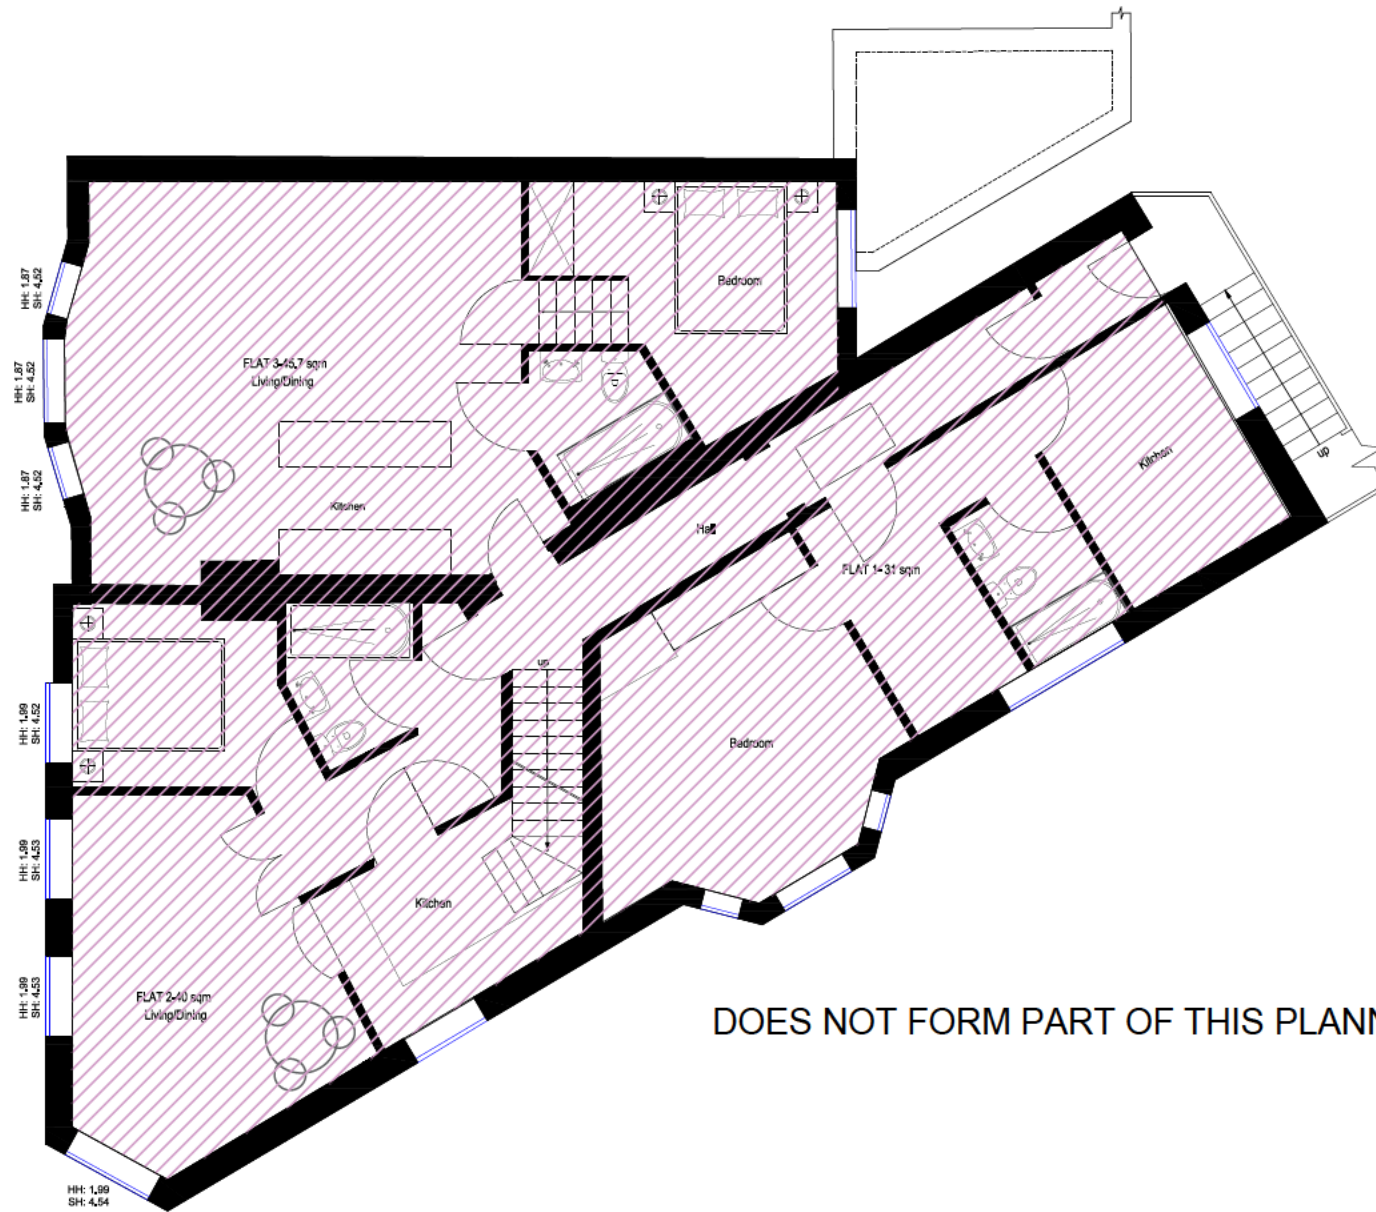 HH: 1.87
SH: 4.52
HH: 1.87
SH: 4.52
HH: 1.87
SH: 4.52
Bedroom
FLAT 3-45.7 sqm
Living/Dining
Kitchen
Hall
Kitchen
up
FLAT 1-31 sqm
up
Bedroom
HH: 1.99
SH: 4.52
HH: 1.99
SH: 4.53
HH: 1.99
SH: 4.53
Kitchen
FLAT 2-40 sqm
Living/Dining
DOES NOT FORM PART OF THIS PLANN
HH: 1.99
SH: 4.54